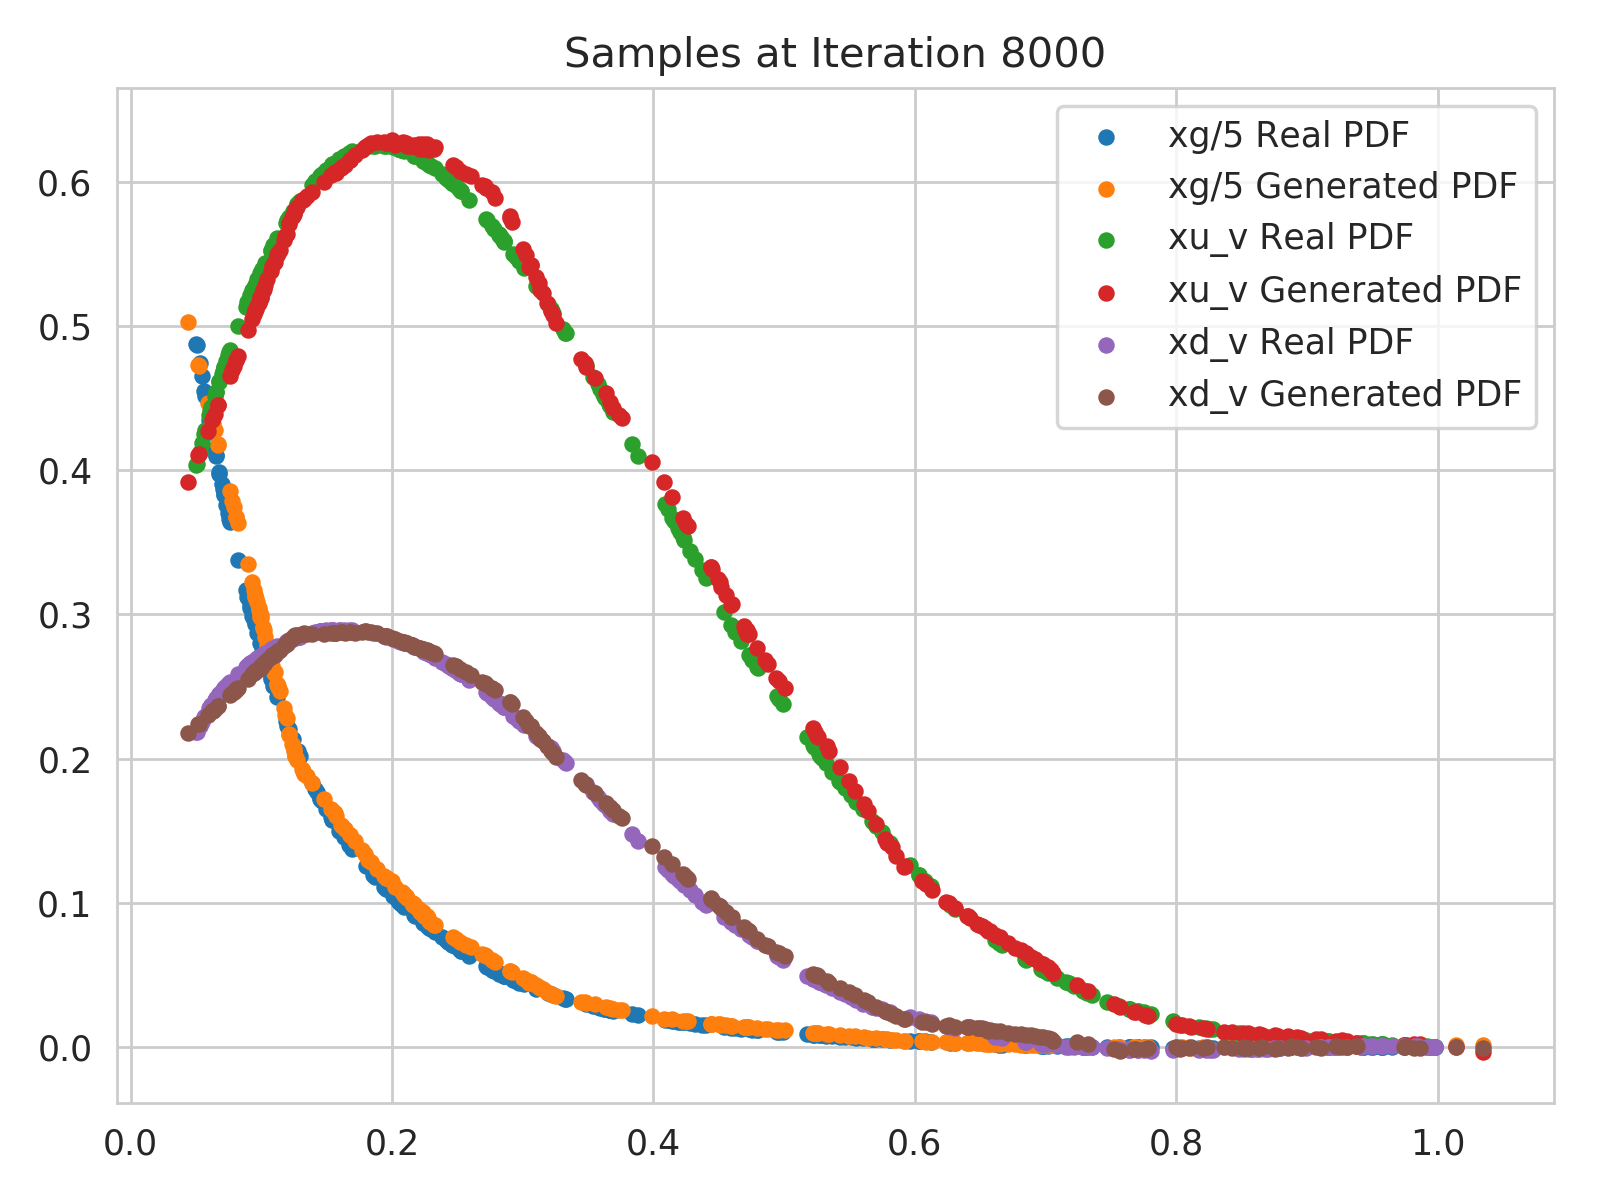 Samples at Iteration 8000
xg/5 Real PDF
xg/5 Generated PDF
xu_v Real PDF
xu_v Generated PDF
xd_v Real PDF
xd_v Generated PDF
0.6
0.5
0.4
0.3
0.2
0.1
0.0
0.0 0.2 0.4 0.6 0.8 1.0